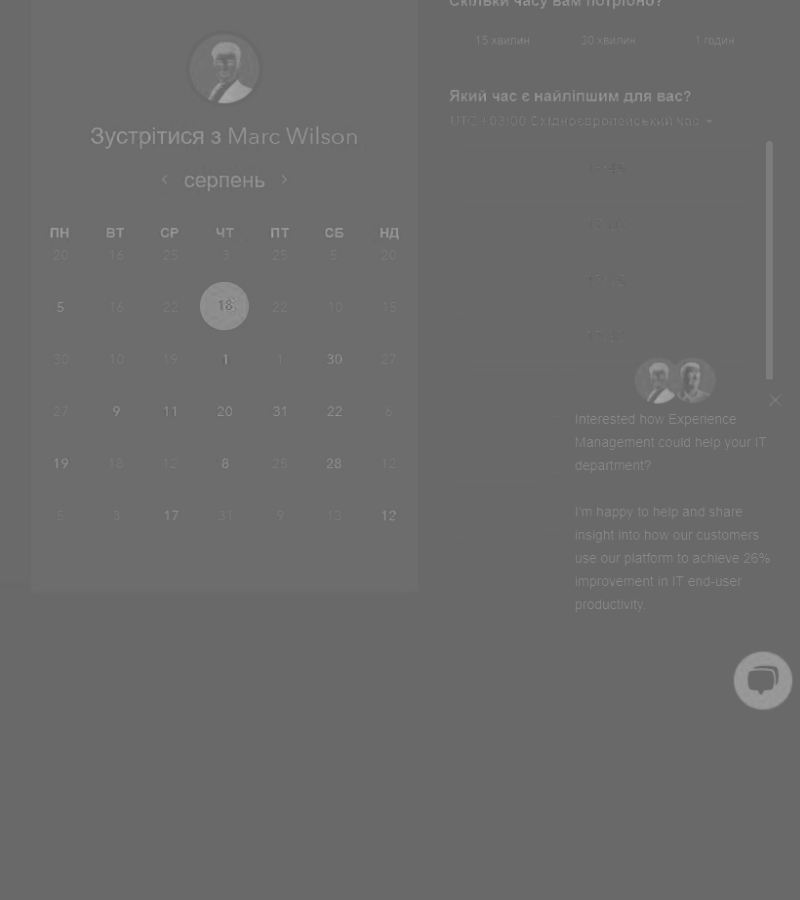 Скільки часу вам потрібно?
15 хвилин 30 хвилин 1 годин
Який час є найліпшим для вас?
UTC +03:00 Східноєвропейський час
Зустрітися з Marc Wilson
серпень
ПН ВТ СР ЧТ ПТ СБ НД
20 16 25 3 25 5 20
5 16 22 18 22 10 15
30 10 19 1 1 30 27
27 9 11 20 31 22 6
19 18 12 8 25 28 12
5 3 17 31 9 13 12
Interested how Experience
Management could help your IT
department?
I'm happy to help and share
insight into how our customers
use our platform to achieve 26%
improvement in IT end-user
productivity.